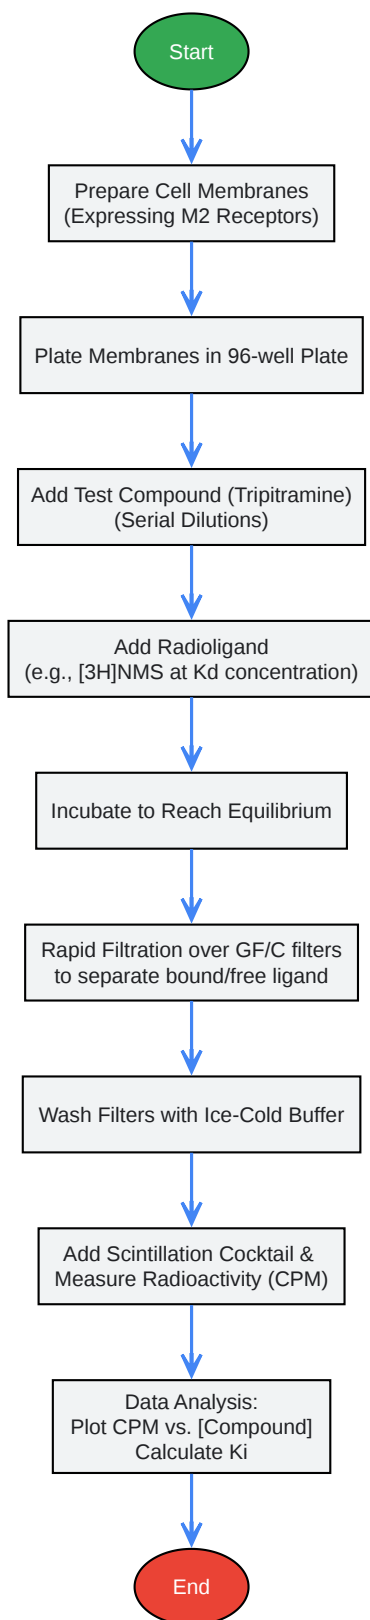 Start
Prepare Cell Membranes
(Expressing M2 Receptors)
Plate Membranes in 96-well Plate
Add Test Compound (Tripitramine)
(Serial Dilutions)
Add Radioligand
(e.g., [3H]NMS at Kd concentration)
Incubate to Reach Equilibrium
Rapid Filtration over GF/C filters
to separate bound/free ligand
Wash Filters with Ice-Cold Buffer
Add Scintillation Cocktail &
Measure Radioactivity (CPM)
Data Analysis:
Plot CPM vs. [Compound]
Calculate Ki
End